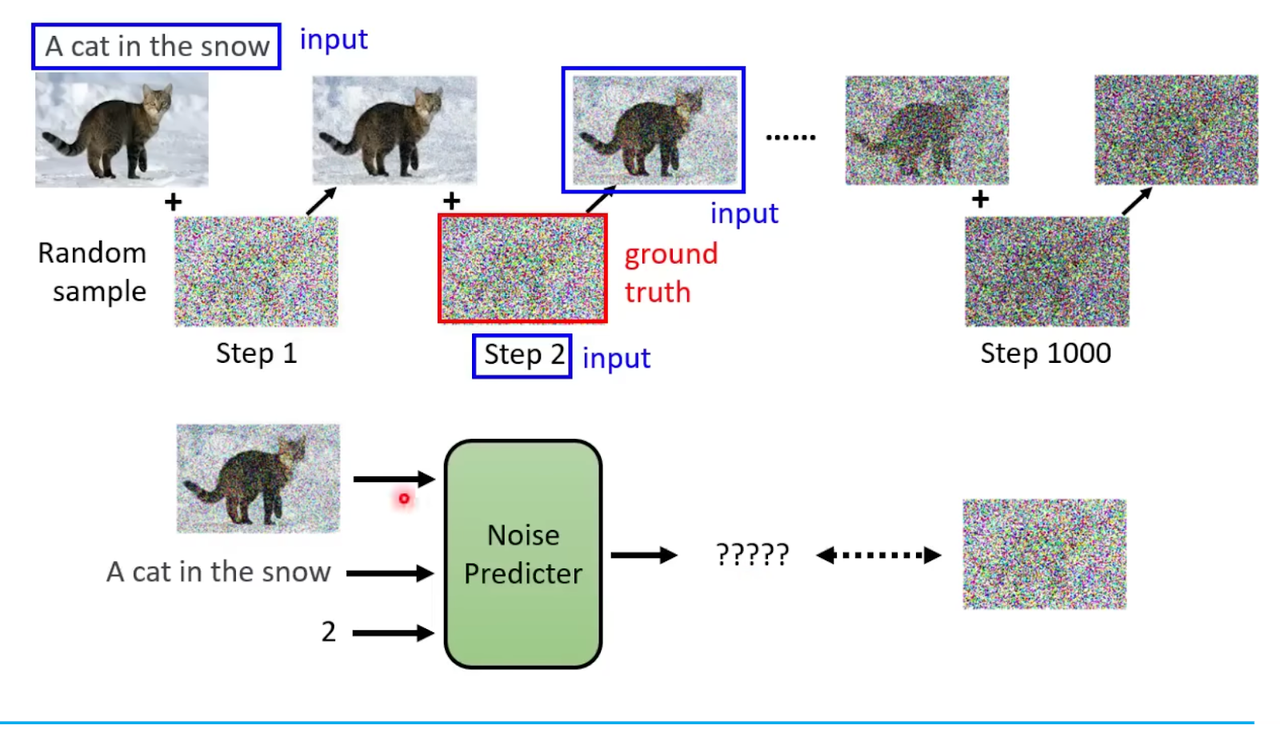 A cat in the snow
input
+
+
......
+
input
Random
sample
ground
truth
Step 1
Step 2
input
Step 1000
Noise
Predicter
?????
A cat in the snow
2